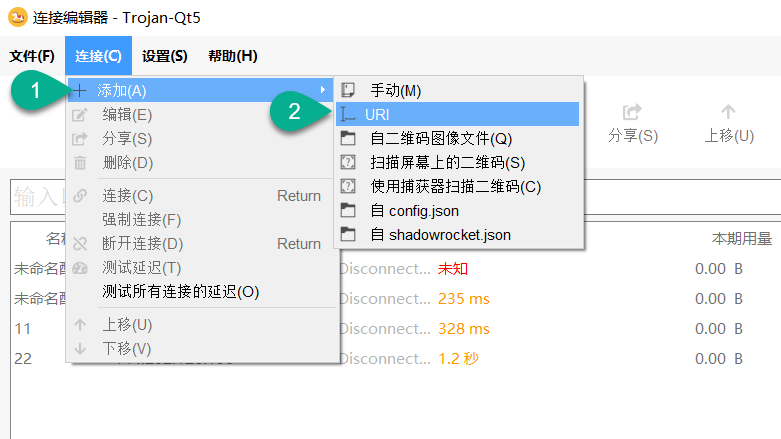 连接编辑器 - Trojan-Qt5
文件(F) 连接(C) 设置(S) 帮助(H)
1 添加(A)
编辑(E)
分享(S)
删除(D)
连接(C) Return
强制连接(F)
断开连接(D) Return
测试延迟(T)
测试所有连接的延迟(O)
上移(U)
下移(V)
手动(M)
2 URI
自二维码图像文件(Q)
扫描屏幕上的二维码(S)
使用捕获器扫描二维码(C)
自 config.json
自 shadowrocket.json
分享(S) 上移(U)
输入
本期用量
未命名 Disconnect... 未知 0.00 B
未命名 Disconnect... 235 ms 0.00 B
11 Disconnect... 328 ms 0.00 B
22 Disconnect... 1.2 秒 0.00 B